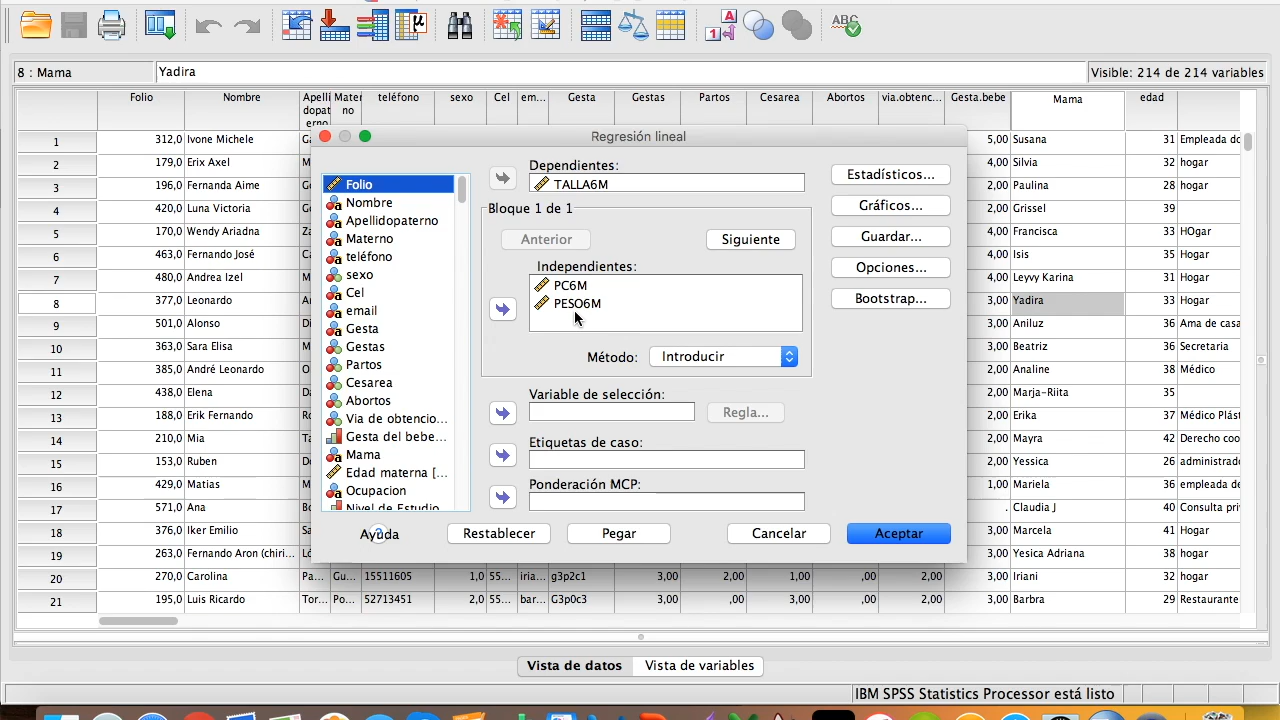 8 : Mama
Yadira
Visible: 214 de 214 variables
Folio Nombre Apelli dopat erno Mater no teléfono sexo Cel em... Gesta Gestas Partos Cesarea Abortos via.obtenc... Gesta.bebe Mama edad
1 312,0 Ivone Michele 5,00 Susana 31 Empleada do
2 179,0 Erix Axel 4,00 Silvia 32 hogar
3 196,0 Fernanda Aime 2,00 Paulina 28 hogar
4 420,0 Luna Victoria 2,00 Grissel 39
5 170,0 Wendy Ariadna 4,00 Francisca 33 HOgar
6 463,0 Fernando José 4,00 Isis 35 Hogar
7 480,0 Andrea Izel 4,00 Leyvy Karina 31 Hogar
8 377,0 Leonardo 3,00 Yadira 33 Hogar
9 501,0 Alonso 3,00 Aniluz 36 Ama de casa
10 363,0 Sara Elisa 3,00 Beatriz 36 Secretaria
11 385,0 André Leonardo 2,00 Analine 38 Médico
12 438,0 Elena 2,00 Marja-Riita 35
13 188,0 Erik Fernando 2,00 Erika 37 Médico Plást
14 210,0 Mia 2,00 Mayra 42 Derecho coo
15 153,0 Ruben 2,00 Yessica 26 administrado
16 429,0 Matias 1,00 Mariela 36 empleada de
17 571,0 Ana . Claudia J 40 Consulta pri
18 376,0 Iker Emilio 3,00 Marcela 41 Hogar
19 263,0 Fernando Aron (chiri... 3,00 Yesica Adriana 38 hogar
20 270,0 Carolina Pa... Gu... 15511605 1,0 55... iria... g3p2c1 3,00 2,00 1,00 ,00 2,00 3,00 Iriani 32 hogar
21 195,0 Luis Ricardo Tor... Po... 52713451 2,0 55... bar... G3p0c3 3,00 ,00 3,00 ,00 2,00 3,00 Barbra 29 Restaurante
Regresión lineal
Folio
Nombre
Apellidopaterno
Materno
teléfono
sexo
Cel
email
Gesta
Gestas
Partos
Cesarea
Abortos
Via de obtencio...
Gesta del bebe...
Mama
Edad materna [...
Ocupacion
Nivel de Estudio
Dependientes:
TALLA6M
Bloque 1 de 1
Anterior
Siguiente
Independientes:
PC6M
PESO6M
Método: Introducir
Variable de selección:
Regla...
Etiquetas de caso:
Ponderación MCP:
Estadísticos...
Gráficos...
Guardar...
Opciones...
Bootstrap...
Ayuda
Restablecer
Pegar
Cancelar
Aceptar
Vista de datos
Vista de variables
IBM SPSS Statistics Processor está listo